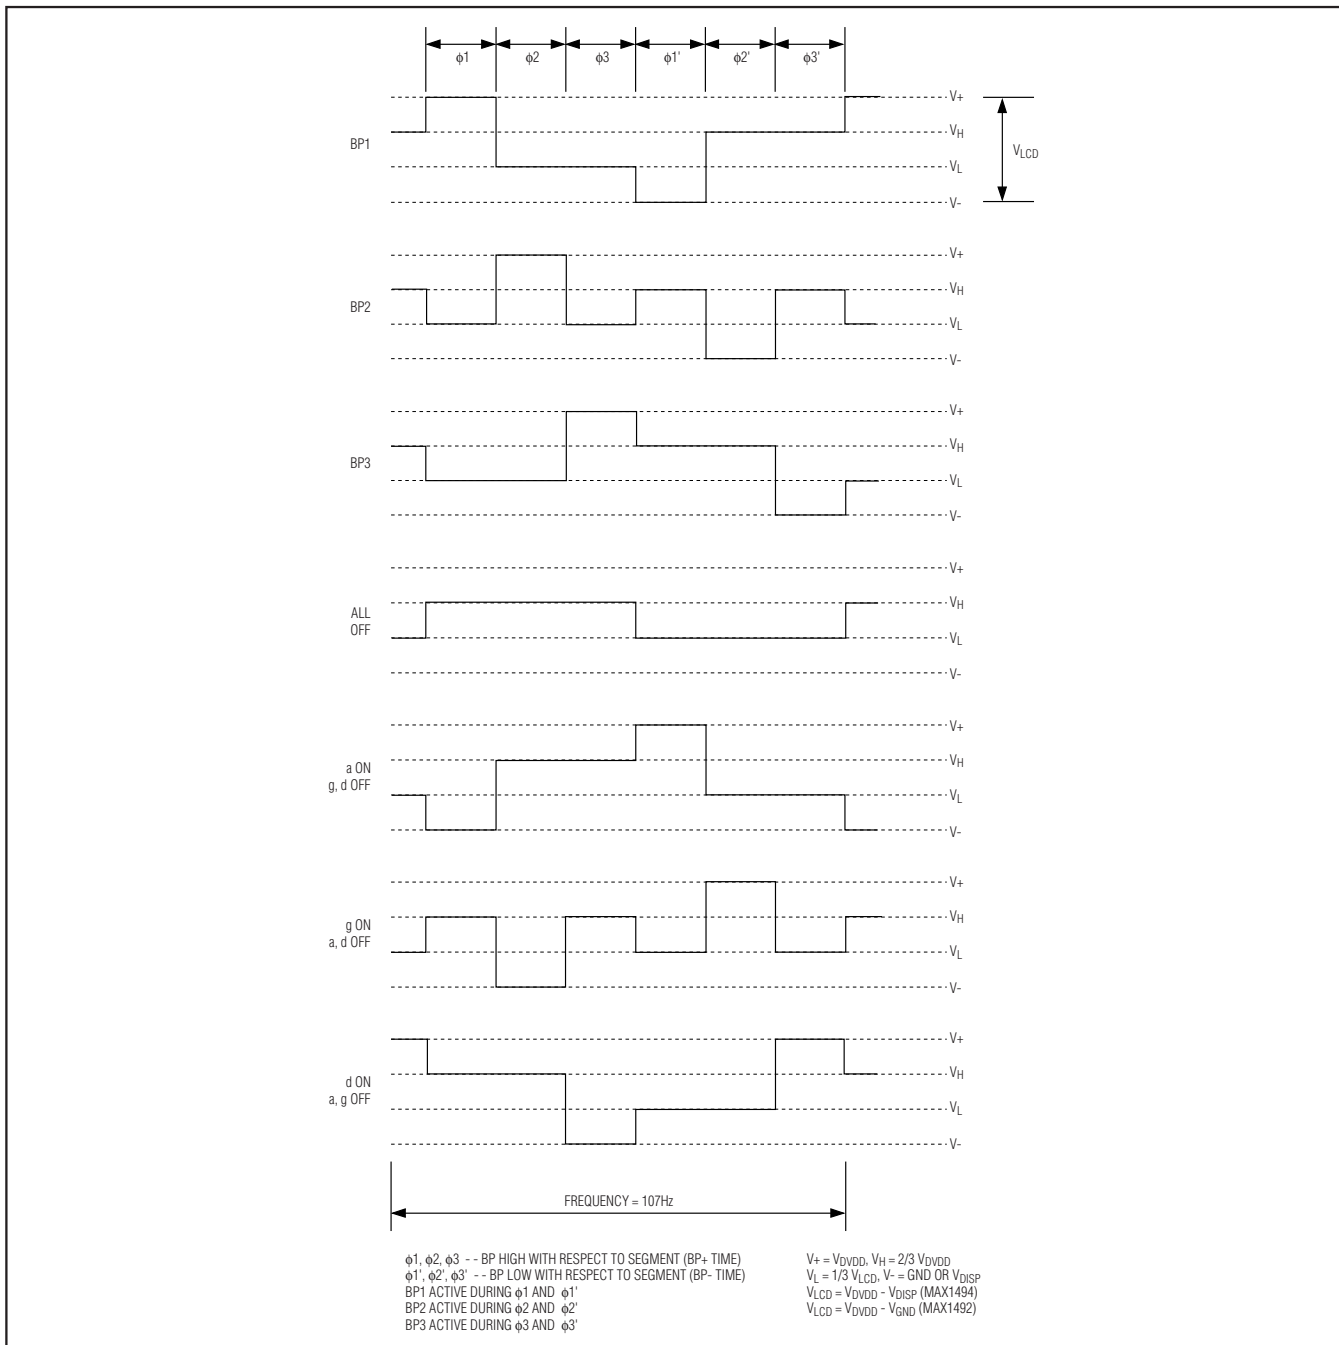 ϕ1 ϕ2 ϕ3 ϕ1' ϕ2' ϕ3'
V+
VH
BP1
VL
V-
VLCD
V+
VH
BP2
VL
V-
V+
VH
BP3
VL
V-
V+
VH
ALL
OFF
VL
V-
V+
VH
a ON
g, d OFF
VL
V-
V+
VH
g ON
a, d OFF
VL
V-
V+
VH
d ON
a, g OFF
VL
V-
FREQUENCY = 107Hz
ϕ1, ϕ2, ϕ3 - - BP HIGH WITH RESPECT TO SEGMENT (BP+ TIME)
ϕ1', ϕ2', ϕ3' - - BP LOW WITH RESPECT TO SEGMENT (BP- TIME)
BP1 ACTIVE DURING ϕ1 AND ϕ1'
BP2 ACTIVE DURING ϕ2 AND ϕ2'
BP3 ACTIVE DURING ϕ3 AND ϕ3'
V+ = VDVDD, VH = 2/3 VDVDD
VL = 1/3 VLCD, V- = GND OR VDISP
VLCD = VDVDD - VDISP (MAX1494)
VLCD = VDVDD - VGND (MAX1492)